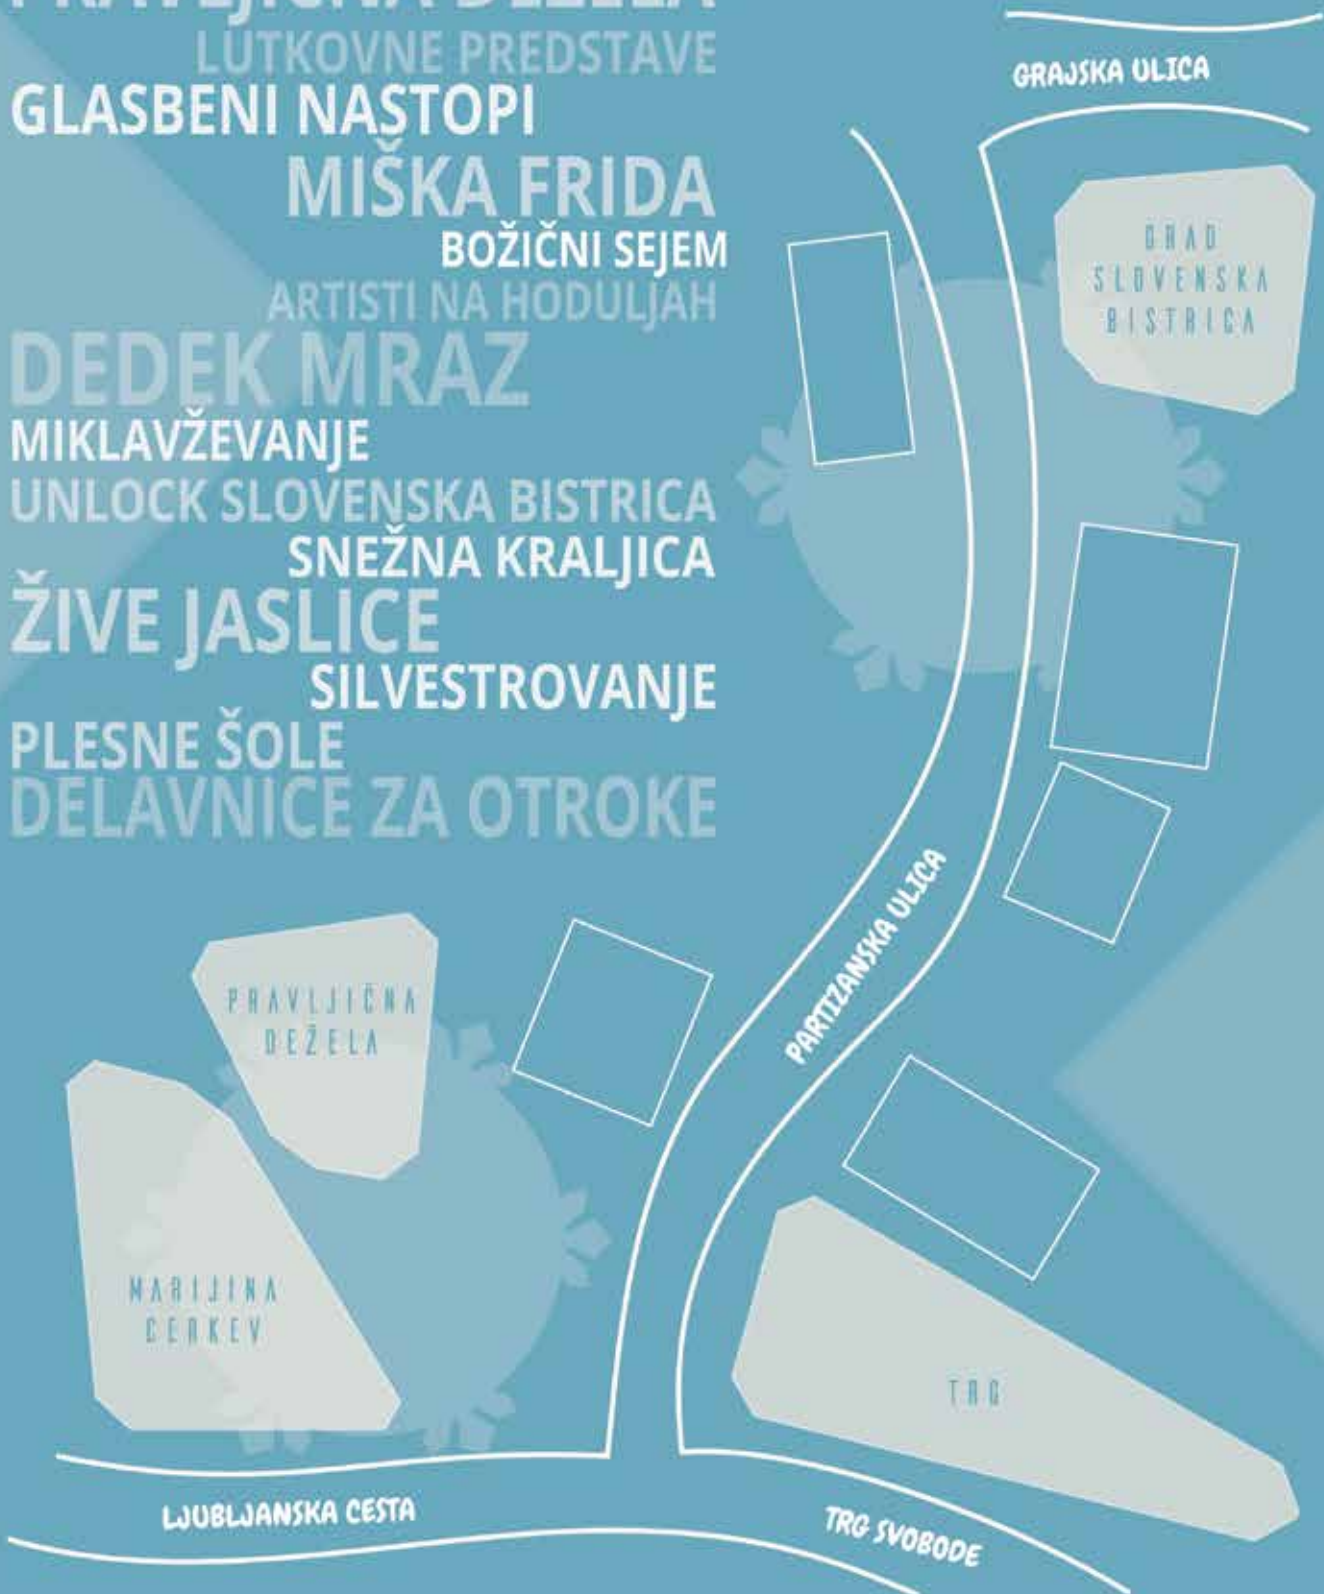 PRAVLJIČNA DEŽELA
LUTKOVNE PREDSTAVE
GLASBENI NASTOPI
MIŠKA FRIDA
BOŽIČNI SEJEM
ARTISTI NA HODULJAH
DEDEK MRAZ
MIKLAVŽEVANJE
UNLOCK SLOVENSKA BISTRICA
SNEŽNA KRALJICA
ŽIVE JASLICE
SILVESTROVANJE
PLESNE ŠOLE
DELAVNICE ZA OTROKE
GRAJSKA ULICA
GRAD
SLOVENSKA
BISTRICA
PARTIZANSKA ULICA
PRAVLJIČNA
DEŽELA
MARIJINA
CERKEV
TRG
LJUBLJANSKA CESTA
TRG SVOBODE